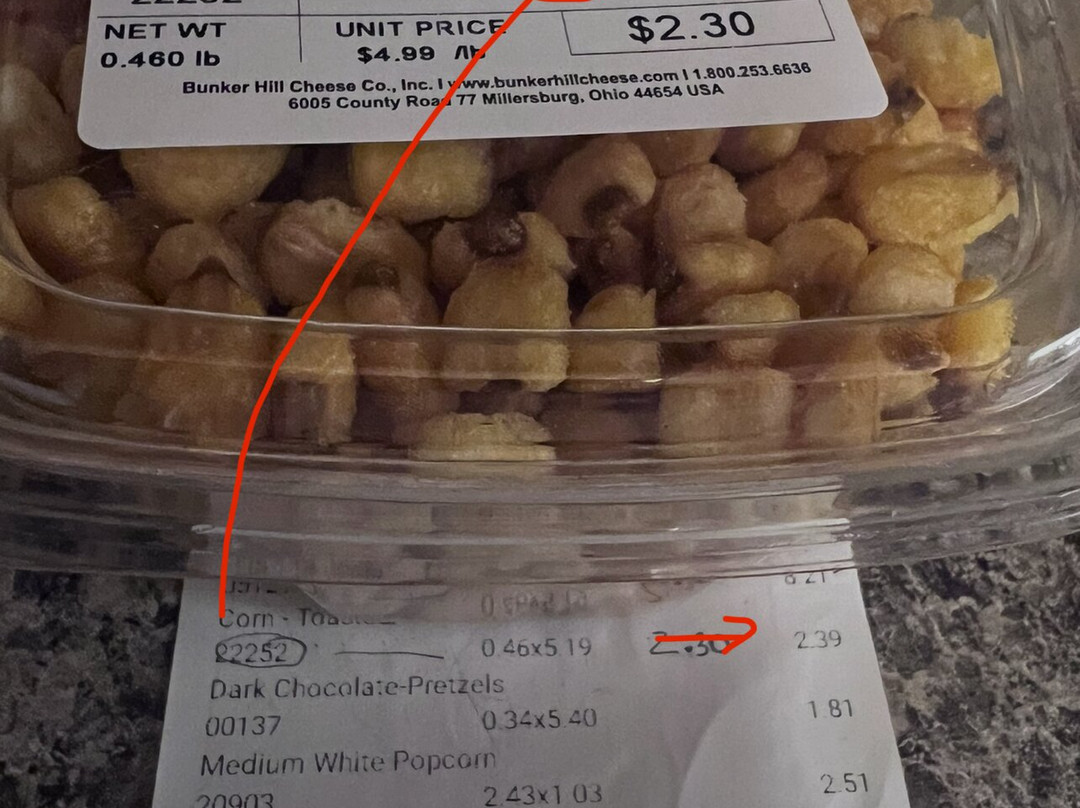 NET WT UNIT PRICE $2.30
0.460 lb $4.99 /lb
Bunker Hill Cheese Co., Inc. | www.bunkerhillcheese.com | 1.800.253.6636
6005 County Road 77 Millersburg, Ohio 44654 USA
Corn -
22252 0.46x5.19 2.30 2.39
Dark Chocolate-Pretzels
00137 0.34x5.40 1.81
Medium White Popcorn
20903 2.43x1.03 2.51